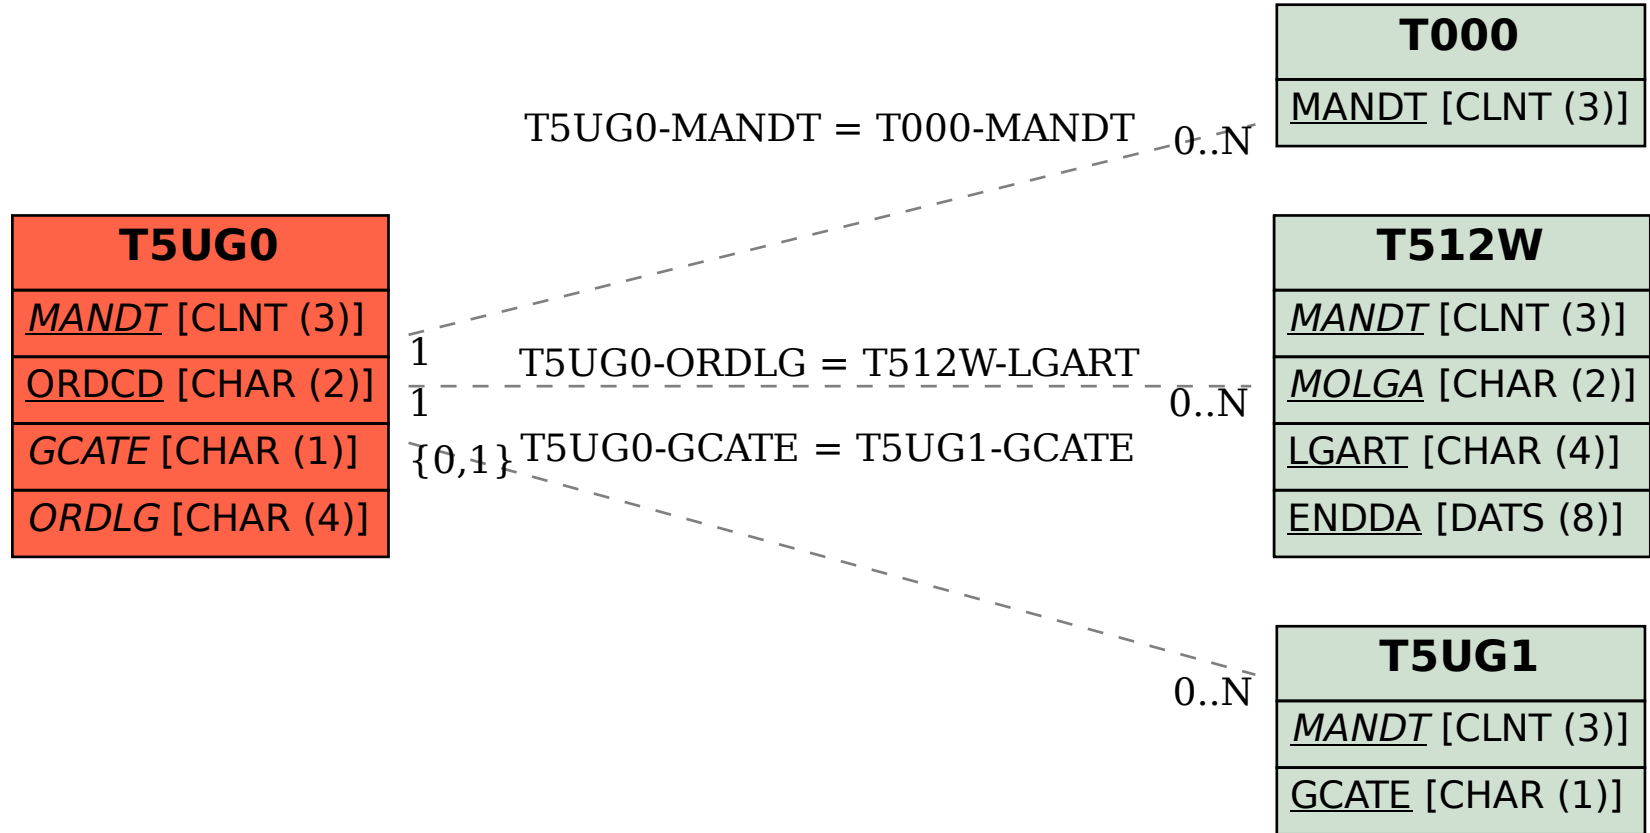 T000
MANDT [CLNT (3)]
T5UG0-MANDT = T000-MANDT
0..N
T5UG0
MANDT [CLNT (3)]
ORDCD [CHAR (2)]
GCATE [CHAR (1)]
ORDLG [CHAR (4)]
1
T5UG0-ORDLG = T512W-LGART
1
0..N
{0,1}
T5UG0-GCATE = T5UG1-GCATE
0..N
T512W
MANDT [CLNT (3)]
MOLGA [CHAR (2)]
LGART [CHAR (4)]
ENDDA [DATS (8)]
T5UG1
MANDT [CLNT (3)]
GCATE [CHAR (1)]